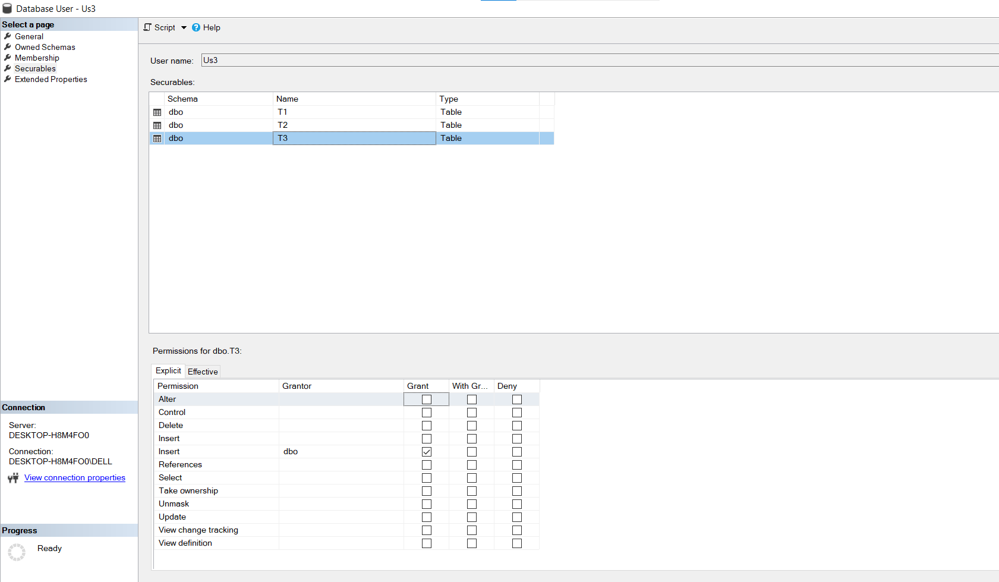 Database User - Us3
Select a page
General
Owned Schemas
Membership
Securables
Extended Properties
Script Help
User name: Us3
Securables:
Schema Name Type
dbo T1 Table
dbo T2 Table
dbo T3 Table
Permissions for dbo.T3:
Explicit Effective
Permission Grantor Grant With Gr... Deny
Alter
Control
Delete
Insert
Insert dbo
References
Select
Take ownership
Unmask
Update
View change tracking
View definition
Connection
Server:
DESKTOP-H8M4FO0
Connection:
DESKTOP-H8M4FO0\DELL
View connection properties
Progress
Ready